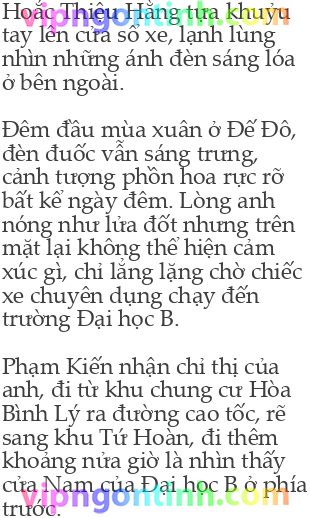 Hoắc Thiệu Hằng tựa khuỷu
tay lên cửa sổ xe, lạnh lùng
nhìn những ánh đèn sáng lóa
ở bên ngoài.
Đêm đầu mùa xuân ở Đế Đô,
đèn đuốc vẫn sáng trưng,
cảnh tượng phồn hoa rực rỡ
bất kể ngày đêm. Lòng anh
nóng như lửa đốt nhưng trên
mặt lại không thể hiện cảm
xúc gì, chỉ lẳng lặng chờ chiếc
xe chuyên dụng chạy đến
trường Đại học B.
Phạm Kiến nhận chỉ thị của
anh, đi từ khu chung cư Hòa
Bình Lý ra đường cao tốc, rẽ
sang khu Tứ Hoàn, đi thêm
khoảng nửa giờ là nhìn thấy
cửa Nam của Đại học B ở phía
trước.
vipngontinh.com
vipngontinh.com